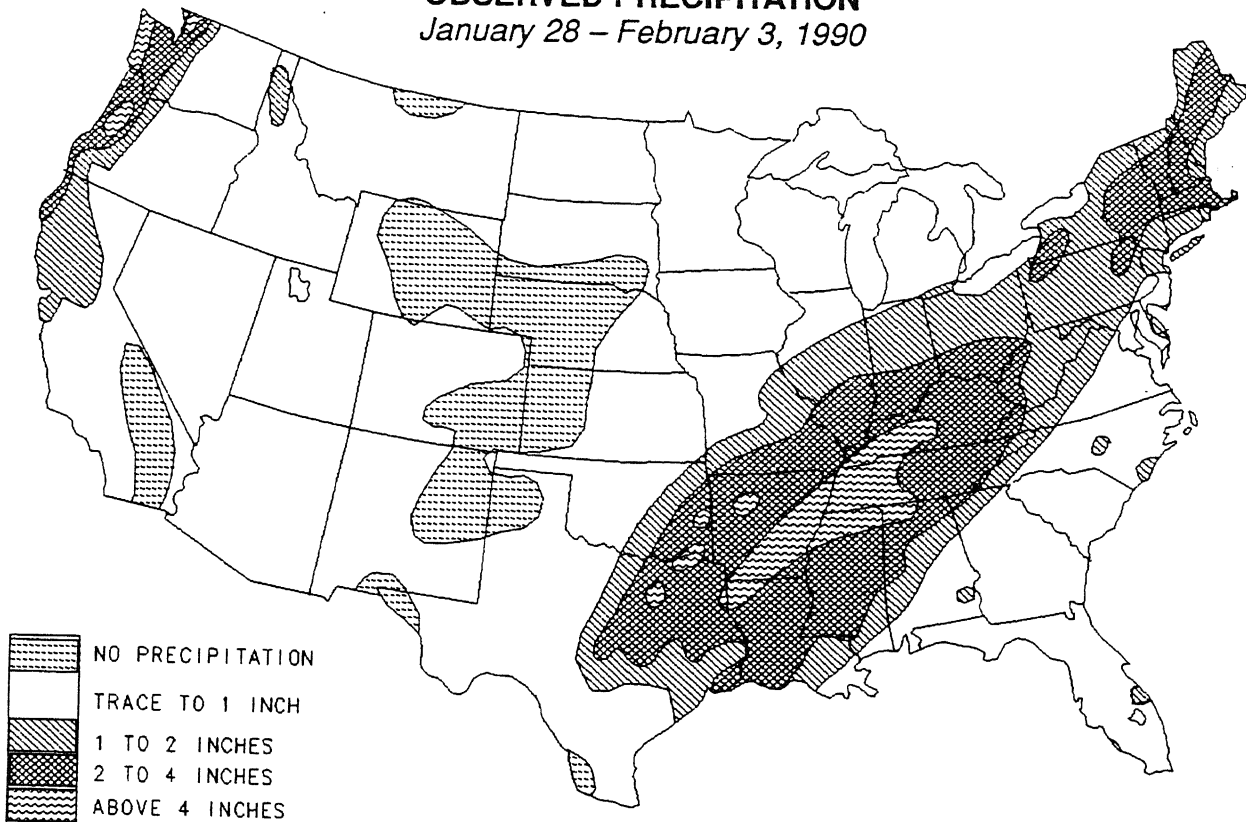 OBSERVED PRECIPITATION
January 28 – February 3, 1990
NO PRECIPITATION
TRACE TO 1 INCH
1 TO 2 INCHES
2 TO 4 INCHES
ABOVE 4 INCHES